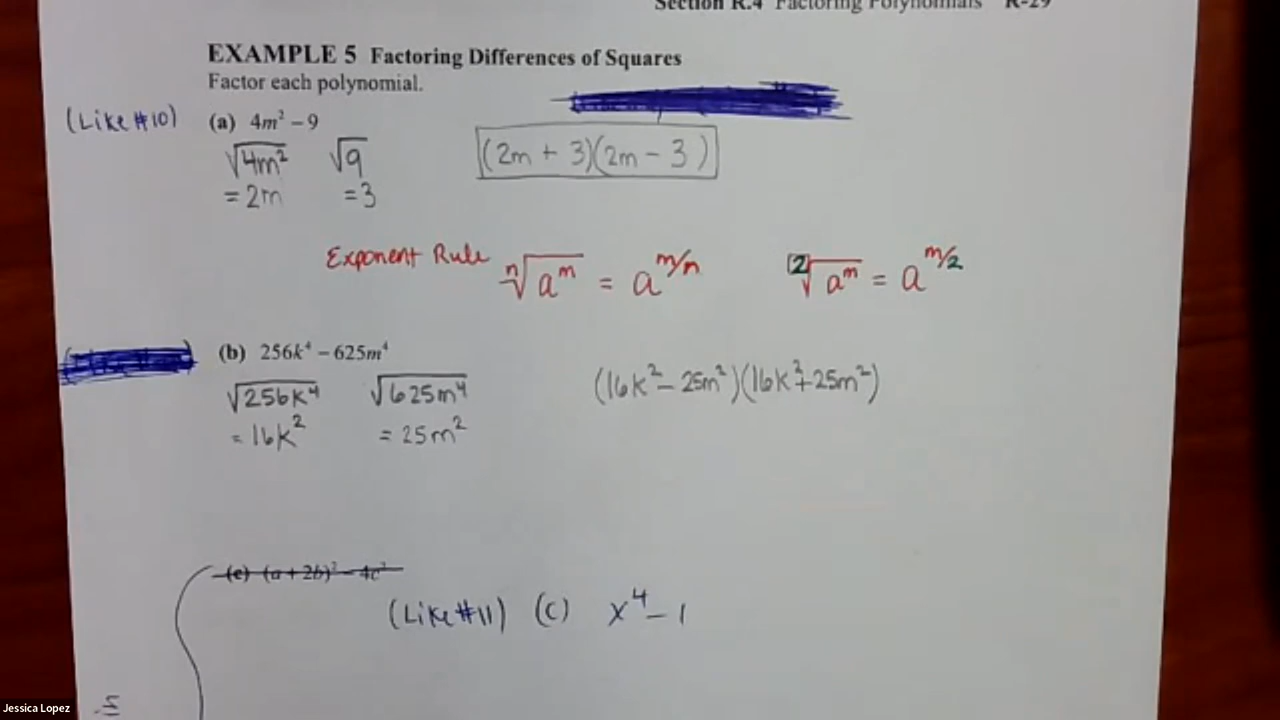 Section R.4 Factoring Polynomials R-29
EXAMPLE 5 Factoring Differences of Squares
Factor each polynomial.
(Like #10) (a) 4m² – 9
√4m² √9 (2m + 3)(2m – 3)
= 2m = 3
Exponent Rule ⁿ√aᵐ = a^(m/n) ²√aᵐ = a^(m/2)
(b) 256k⁴ – 625m⁴
√256k⁴ √625m⁴ (16k² – 25m²)(16k² + 25m²)
= 16k² = 25m²
(c) (a + 2b)² – 4c²
(Like #11) (c) x⁴ – 1
Jessica Lopez